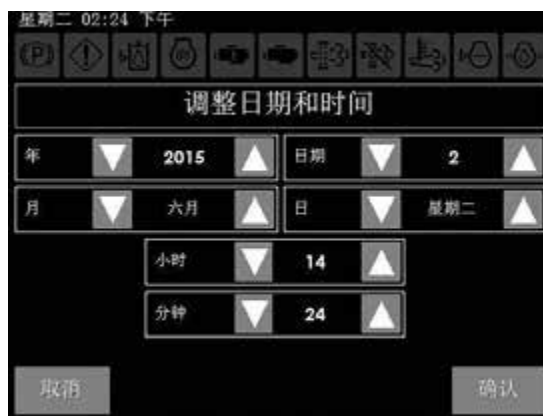 星期二 02:24 下午
(P)
调整日期和时间
年 2015 日期 2
月 六月 日 星期二
小时 14
分钟 24
取消 确认